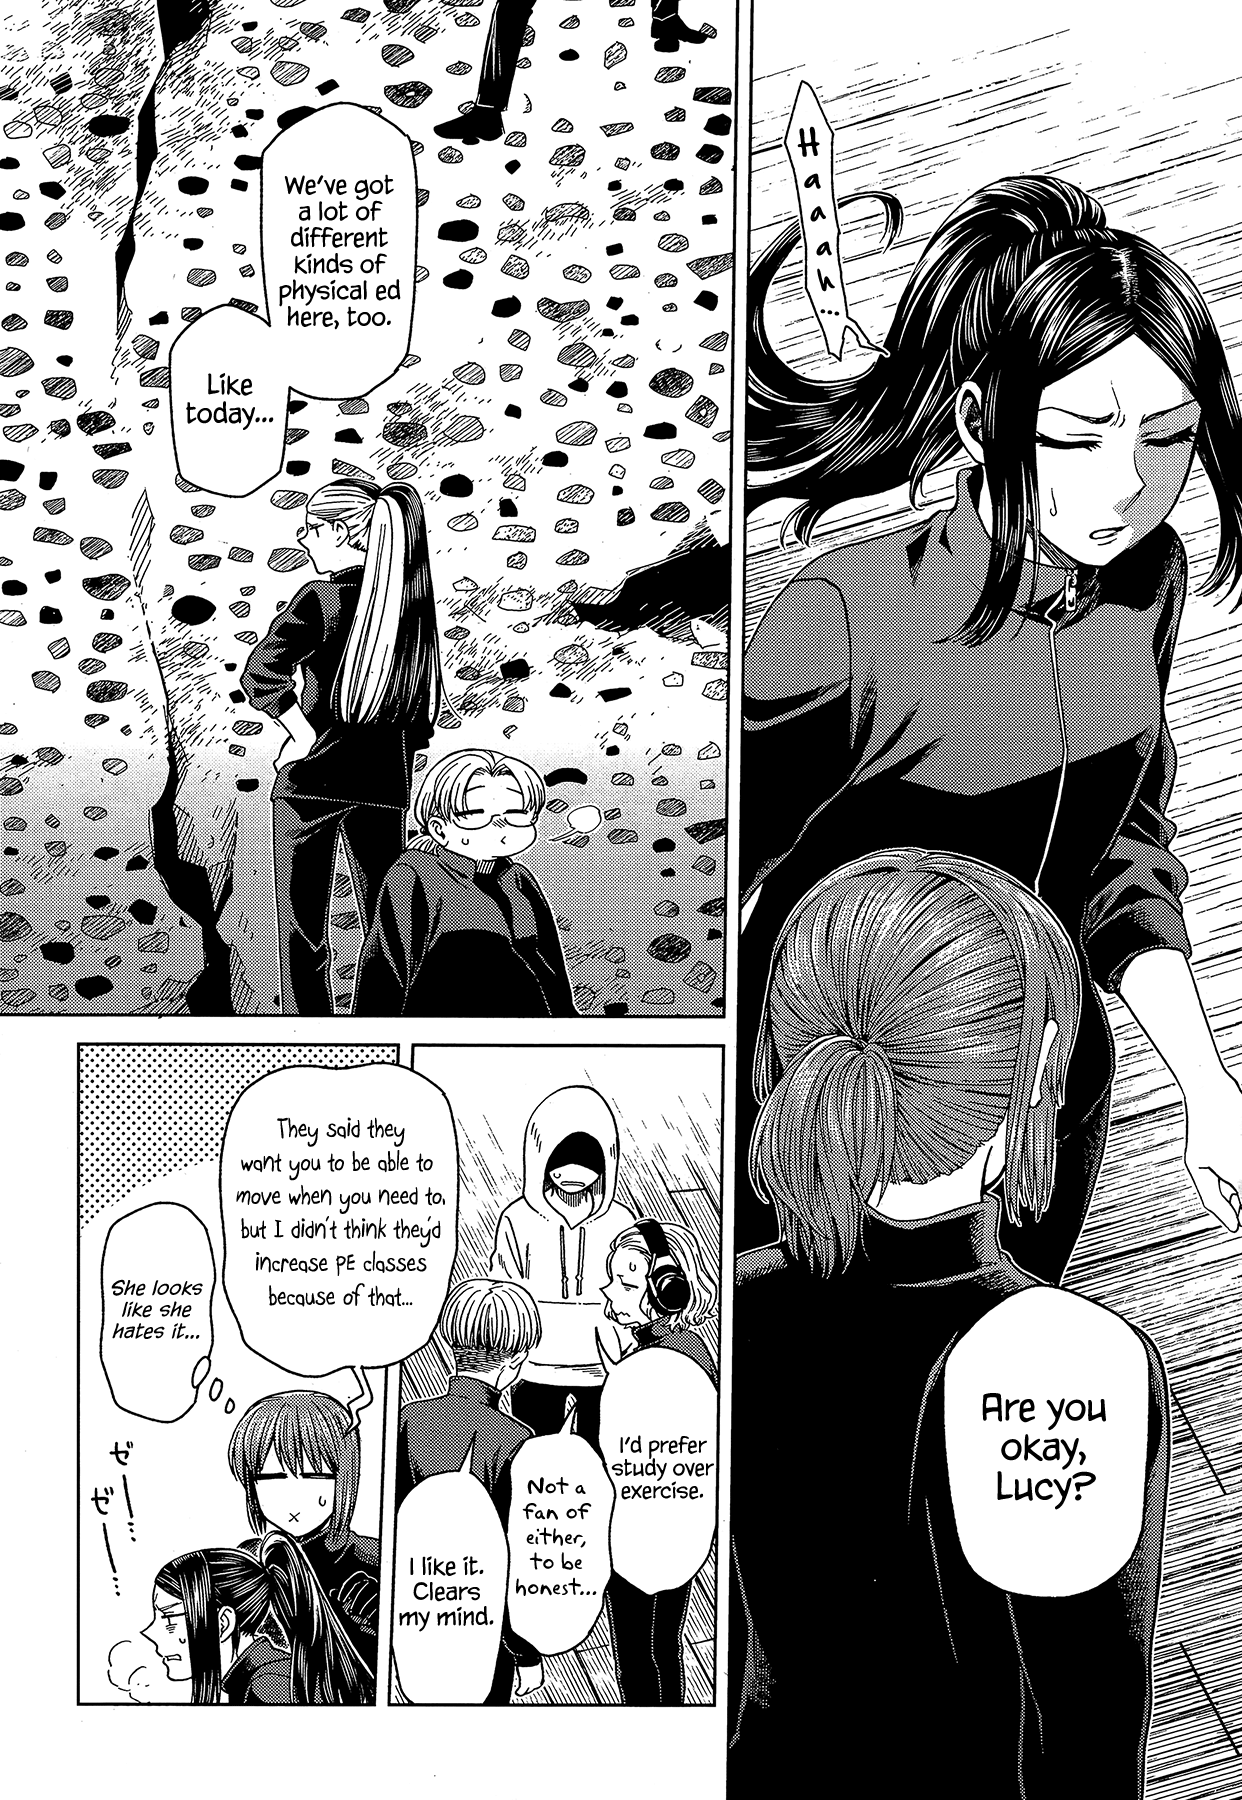 Haaah...
Are you
okay,
Lucy?
We've got
a lot of
different
kinds of
physical ed
here, too.
Like
today...
I'd prefer
study over
exercise.
Not a
fan of
either,
to be
honest...
I like it.
Clears
my mind.
They said they
want you to be able to
move when you need to,
but I didn't think they'd
increase PE classes
because of that...
She looks
like she
hates it...
ゼー…
ゼー…